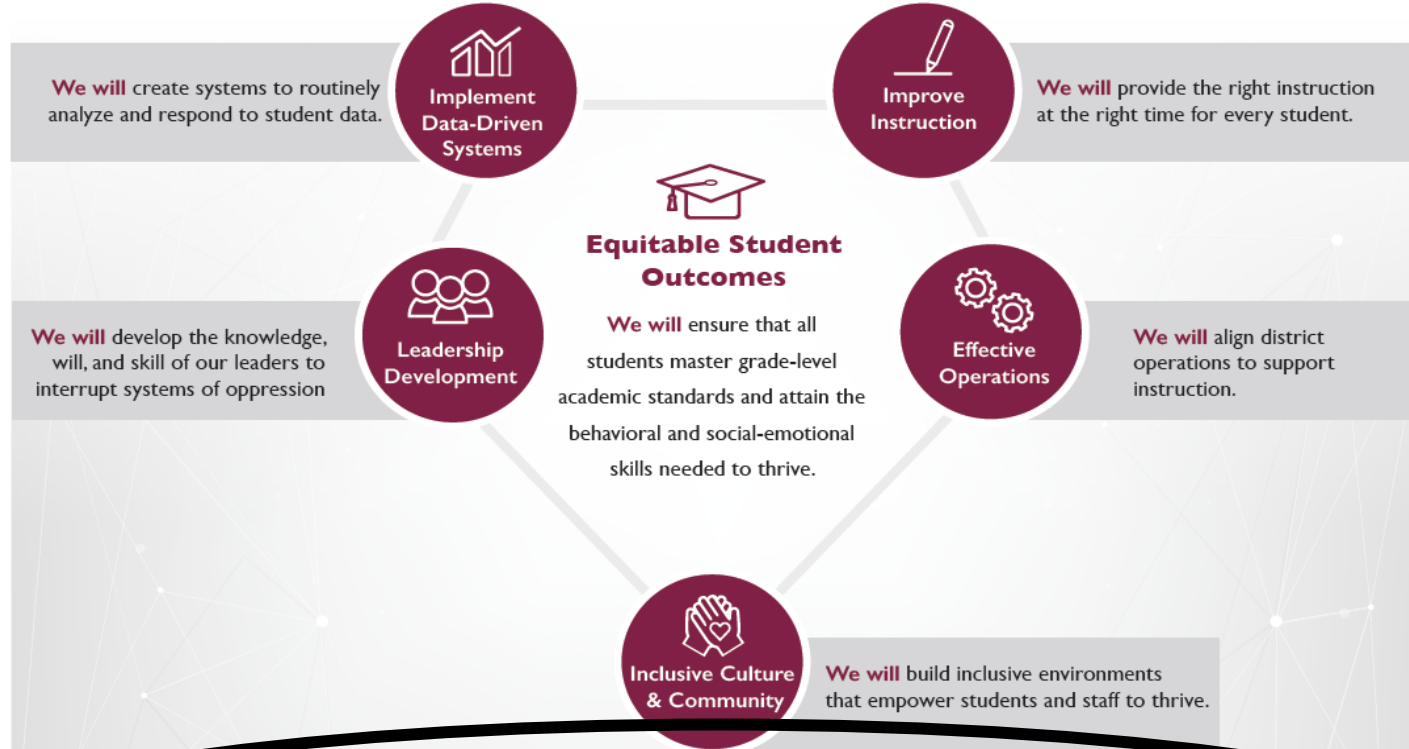 We will create systems to routinely
analyze and respond to student data.
Implement
Data-Driven
Systems
Improve
Instruction
We will provide the right instruction
at the right time for every student.
Equitable Student
Outcomes
We will ensure that all
students master grade-level
academic standards and attain the
behavioral and social-emotional
skills needed to thrive.
We will develop the knowledge,
will, and skill of our leaders to
interrupt systems of oppression
Leadership
Development
Effective
Operations
We will align district
operations to support
instruction.
Inclusive Culture
& Community
We will build inclusive environments
that empower students and staff to thrive.